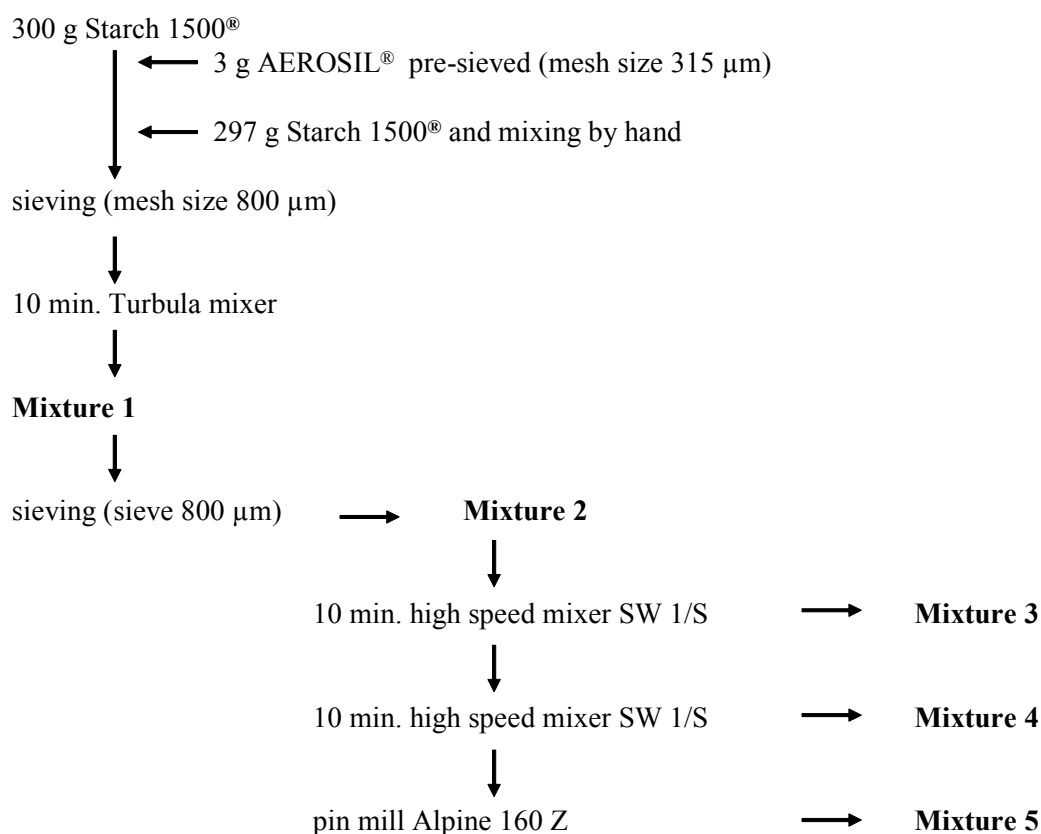 300 g Starch 1500®
3 g AEROSIL® pre-sieved (mesh size 315 µm)
297 g Starch 1500® and mixing by hand
sieving (mesh size 800 µm)
10 min. Turbula mixer
Mixture 1
sieving (sieve 800 µm)
Mixture 2
10 min. high speed mixer SW 1/S
Mixture 3
10 min. high speed mixer SW 1/S
Mixture 4
pin mill Alpine 160 Z
Mixture 5